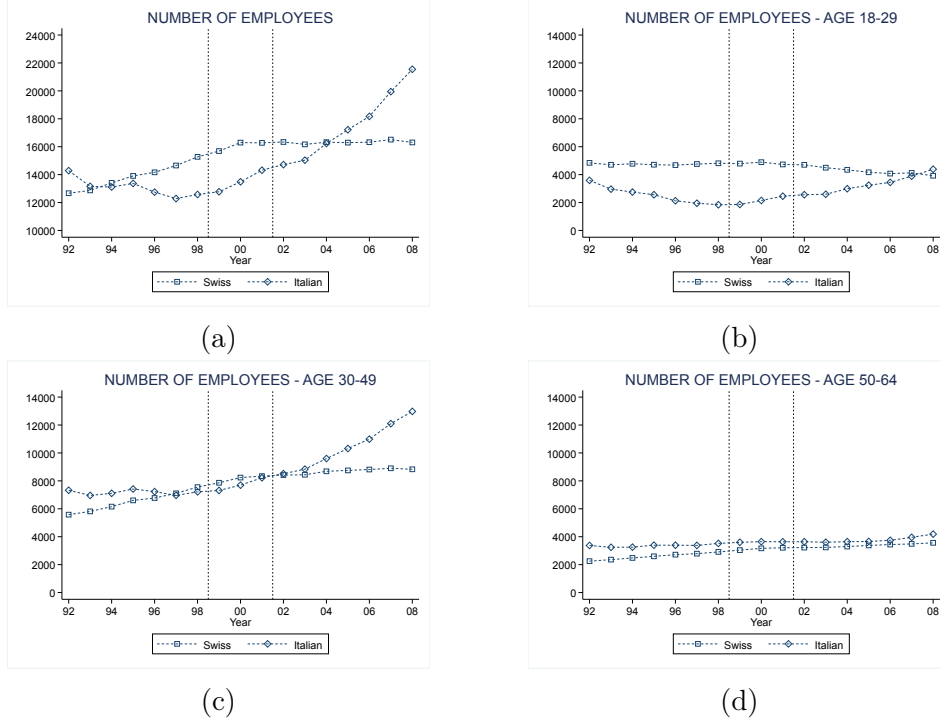 NUMBER OF EMPLOYEES
24000
22000
20000
18000
16000
14000
12000
10000
92 94 96 98 00 02 04 06 08
Year
Swiss Italian
(a)
NUMBER OF EMPLOYEES - AGE 18-29
14000
12000
10000
8000
6000
4000
2000
0
92 94 96 98 00 02 04 06 08
Year
Swiss Italian
(b)
NUMBER OF EMPLOYEES - AGE 30-49
14000
12000
10000
8000
6000
4000
2000
0
92 94 96 98 00 02 04 06 08
Year
Swiss Italian
(c)
NUMBER OF EMPLOYEES - AGE 50-64
14000
12000
10000
8000
6000
4000
2000
0
92 94 96 98 00 02 04 06 08
Year
Swiss Italian
(d)